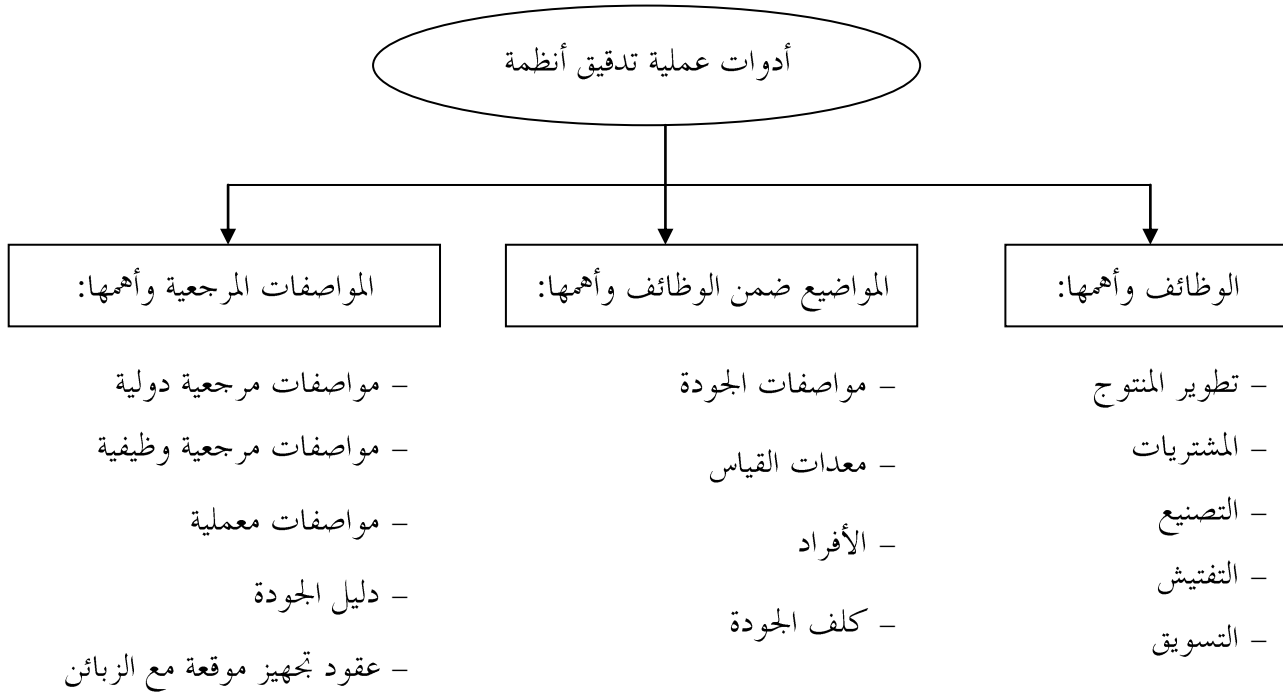 أدوات عملية تدقيق أنظمة
الوظائف وأهمها:
– تطوير المنتوج
– المشتريات
– التصنيع
– التفتيش
– التسويق
المواضيع ضمن الوظائف وأهمها:
– مواصفات الجودة
– معدات القياس
– الأفراد
– كلف الجودة
المواصفات المرجعية وأهمها:
– مواصفات مرجعية دولية
– مواصفات مرجعية وظيفية
– مواصفات معملية
– دليل الجودة
– عقود تجهيز موقعة مع الزبائن